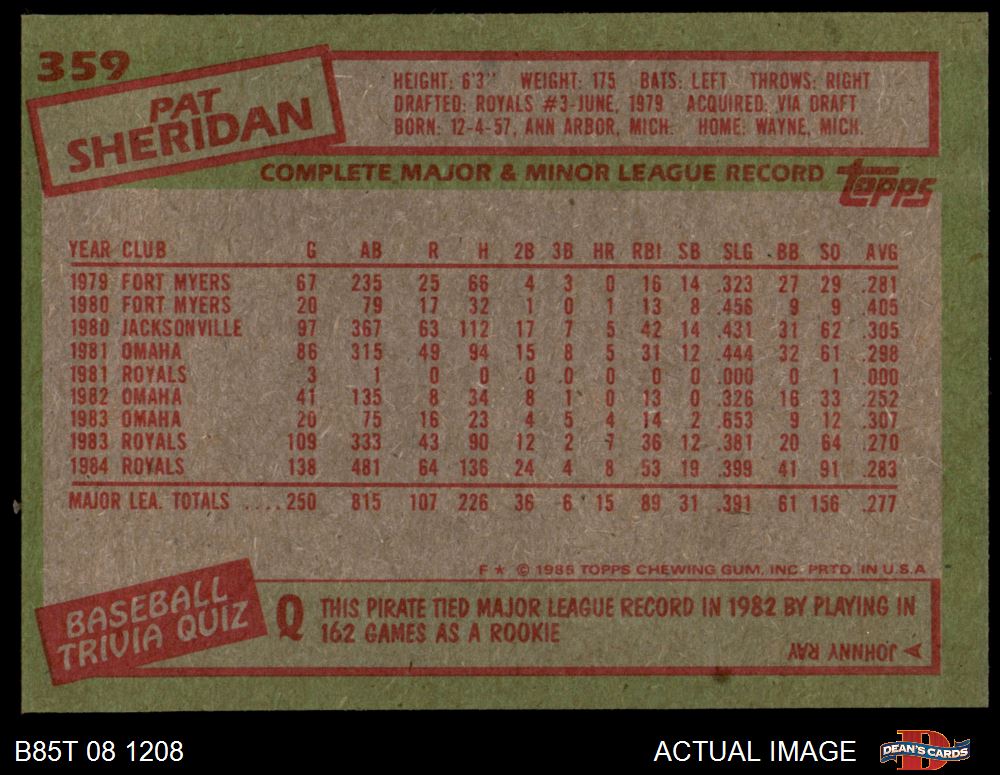 359
PAT
SHERIDAN
HEIGHT: 6'3" WEIGHT: 175 BATS: LEFT THROWS: RIGHT
DRAFTED: ROYALS #3-JUNE, 1979 ACQUIRED: VIA DRAFT
BORN: 12-4-57, ANN ARBOR, MICH. HOME: WAYNE, MICH.
COMPLETE MAJOR & MINOR LEAGUE RECORD topps
YEAR CLUB G AB R H 2B 3B HR RBI SB SLG BB SO AVG
1979 FORT MYERS 67 235 25 66 4 3 0 16 14 .323 27 29 .281
1980 FORT MYERS 20 79 17 32 1 0 1 13 8 .456 9 9 .405
1980 JACKSONVILLE 97 367 63 112 17 7 5 42 14 .431 31 62 .305
1981 OMAHA 86 315 49 94 15 8 5 31 12 .444 32 61 .298
1981 ROYALS 3 1 0 0 0 .0 0 0 0 .000 0 1 .000
1982 OMAHA 41 135 8 34 8 1 0 13 0 .326 16 33 .252
1983 OMAHA 20 75 16 23 4 5 4 14 2 .653 9 12 .307
1983 ROYALS 109 333 43 90 12 2 7 36 12 .381 20 64 .270
1984 ROYALS 138 481 64 136 24 4 8 53 19 .399 41 91 .283
MAJOR LEA. TOTALS ....250 815 107 226 36 6 15 89 31 .391 61 156 .277
F ★ © 1985 TOPPS CHEWING GUM, INC. PRTD. IN U.S.A
BASEBALL
TRIVIA QUIZ
Q THIS PIRATE TIED MAJOR LEAGUE RECORD IN 1982 BY PLAYING IN
162 GAMES AS A ROOKIE
A JOHNNY RAY
B85T 08 1208 ACTUAL IMAGE D DEAN'S CARDS